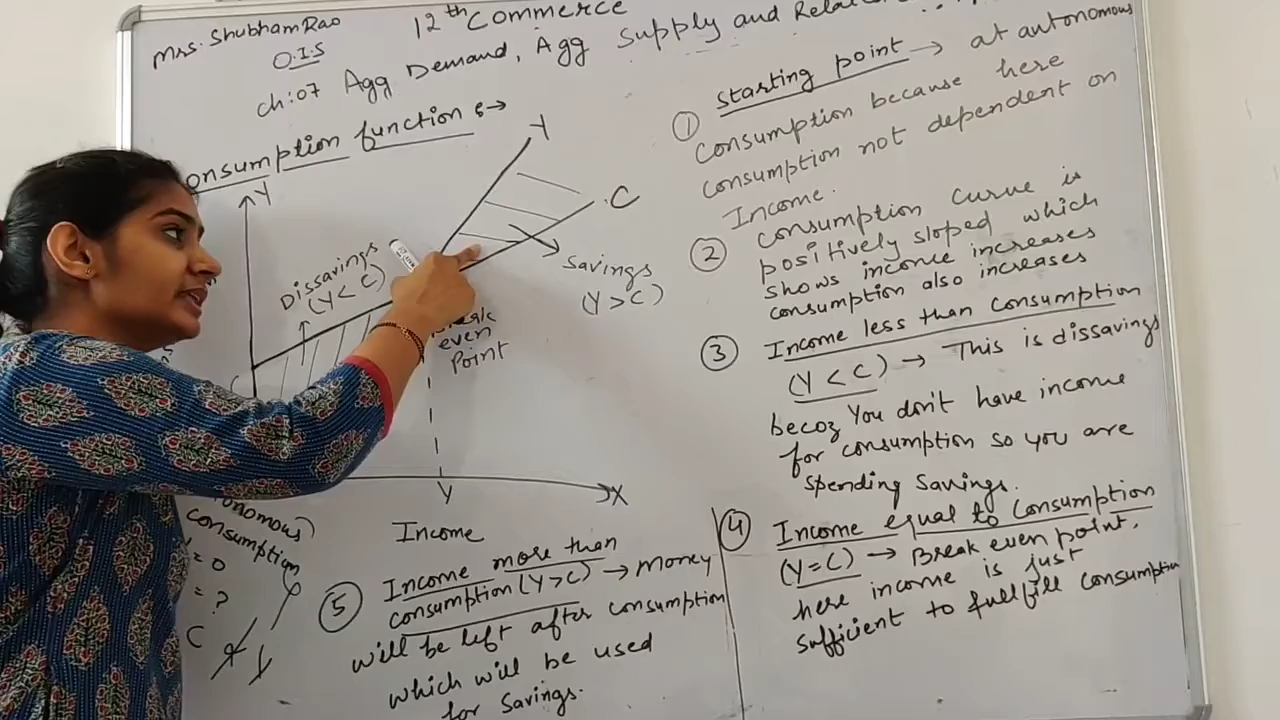 Mrs. Shubham Rao
O.I.S
12th Commerce
ch:07 Agg Demand, Agg Supply and
onsumption function :→
Y
Y
C
Dissavings
(Y < C)
Savings
(Y > C)
even
Point
Y
X
Income
consumption
= 0
= ?
C
① starting point → at autonomous
consumption because here
consumption not dependent on
Income.
② consumption curve is
positively sloped which
shows income increases
consumption also increases
③ Income less than consumption
(Y < C) → This is dissavings
becoz You don't have income
for consumption so you are
spending savings.
④ Income equal to Consumption
(Y = C) → Break even point.
here income is just
sufficient to fullfill consumption
⑤ Income more than
consumption (Y > C) → money
will be left after consumption
which will be used
for savings.